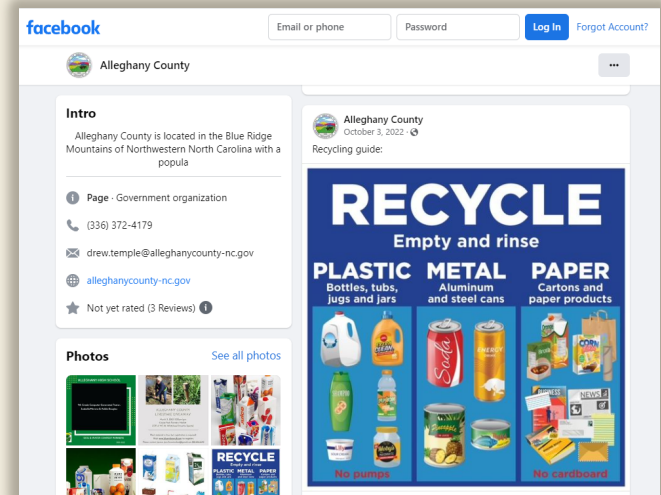 facebook
Email or phone
Password
Log In
Forgot Account?
Alleghany County
Intro
Alleghany County is located in the Blue Ridge
Mountains of Northwestern North Carolina with a
popula
Page · Government organization
(336) 372-4179
drew.temple@alleghanycounty-nc.gov
alleghanycounty-nc.gov
Not yet rated (3 Reviews)
Photos
See all photos
RECYCLE
Empty and rinse
PLASTIC METAL PAPER
Alleghany County
October 3, 2022
Recycling guide:
RECYCLE
Empty and rinse
PLASTIC
Bottles, tubs,
jugs and jars
METAL
Aluminum
and steel cans
PAPER
Cartons and
paper products
Soda
ENERGY
CORN
BUSINESS
NEWS
No pumps
No cardboard